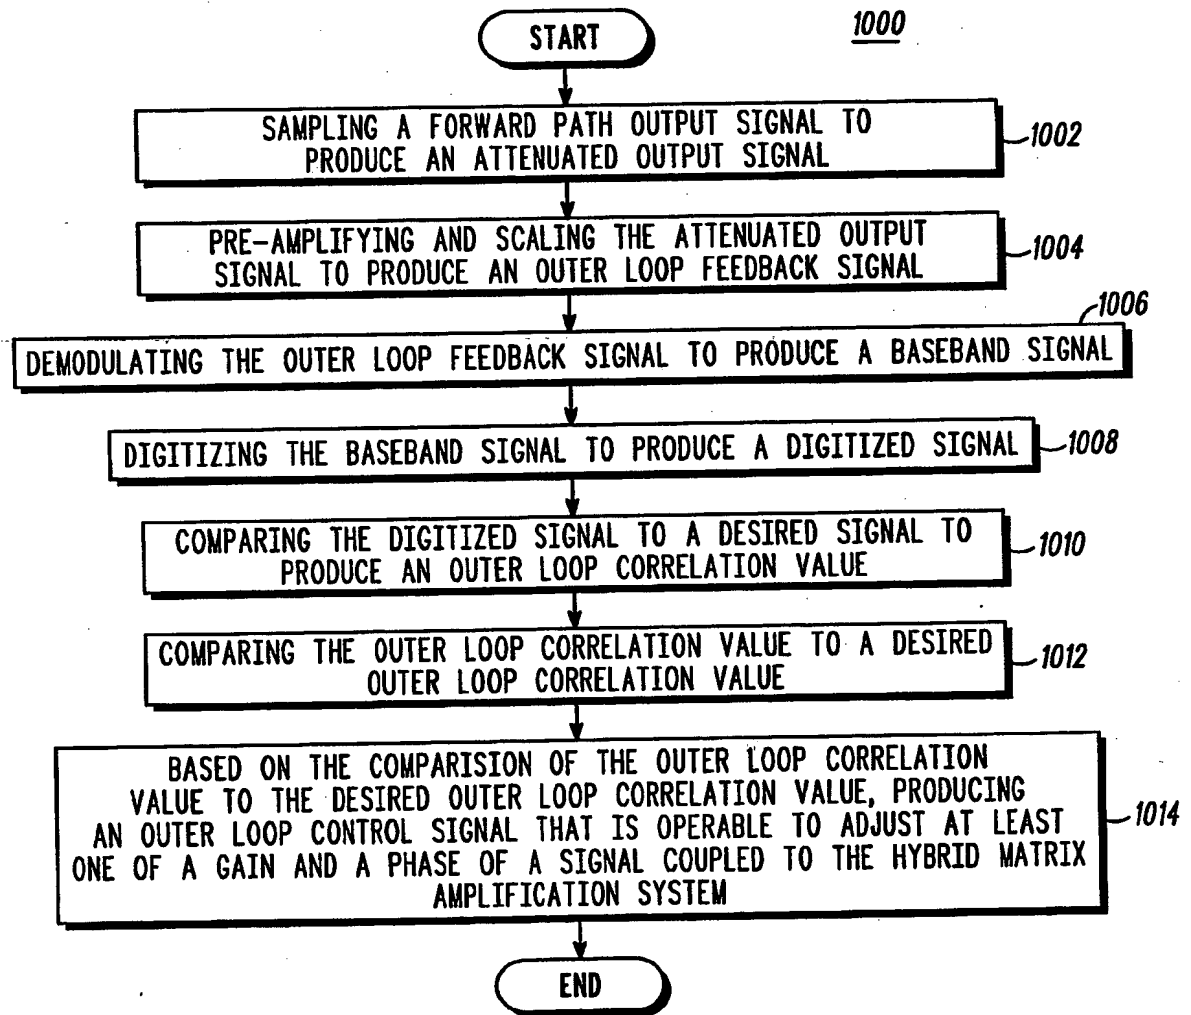 1000
START
SAMPLING A FORWARD PATH OUTPUT SIGNAL TO
PRODUCE AN ATTENUATED OUTPUT SIGNAL
1002
PRE-AMPLIFYING AND SCALING THE ATTENUATED OUTPUT
SIGNAL TO PRODUCE AN OUTER LOOP FEEDBACK SIGNAL
1004
1006
DEMODULATING THE OUTER LOOP FEEDBACK SIGNAL TO PRODUCE A BASEBAND SIGNAL
DIGITIZING THE BASEBAND SIGNAL TO PRODUCE A DIGITIZED SIGNAL
1008
COMPARING THE DIGITIZED SIGNAL TO A DESIRED SIGNAL TO
PRODUCE AN OUTER LOOP CORRELATION VALUE
1010
COMPARING THE OUTER LOOP CORRELATION VALUE TO A DESIRED
OUTER LOOP CORRELATION VALUE
1012
BASED ON THE COMPARISION OF THE OUTER LOOP CORRELATION
VALUE TO THE DESIRED OUTER LOOP CORRELATION VALUE, PRODUCING
AN OUTER LOOP CONTROL SIGNAL THAT IS OPERABLE TO ADJUST AT LEAST
ONE OF A GAIN AND A PHASE OF A SIGNAL COUPLED TO THE HYBRID MATRIX
AMPLIFICATION SYSTEM
1014
END